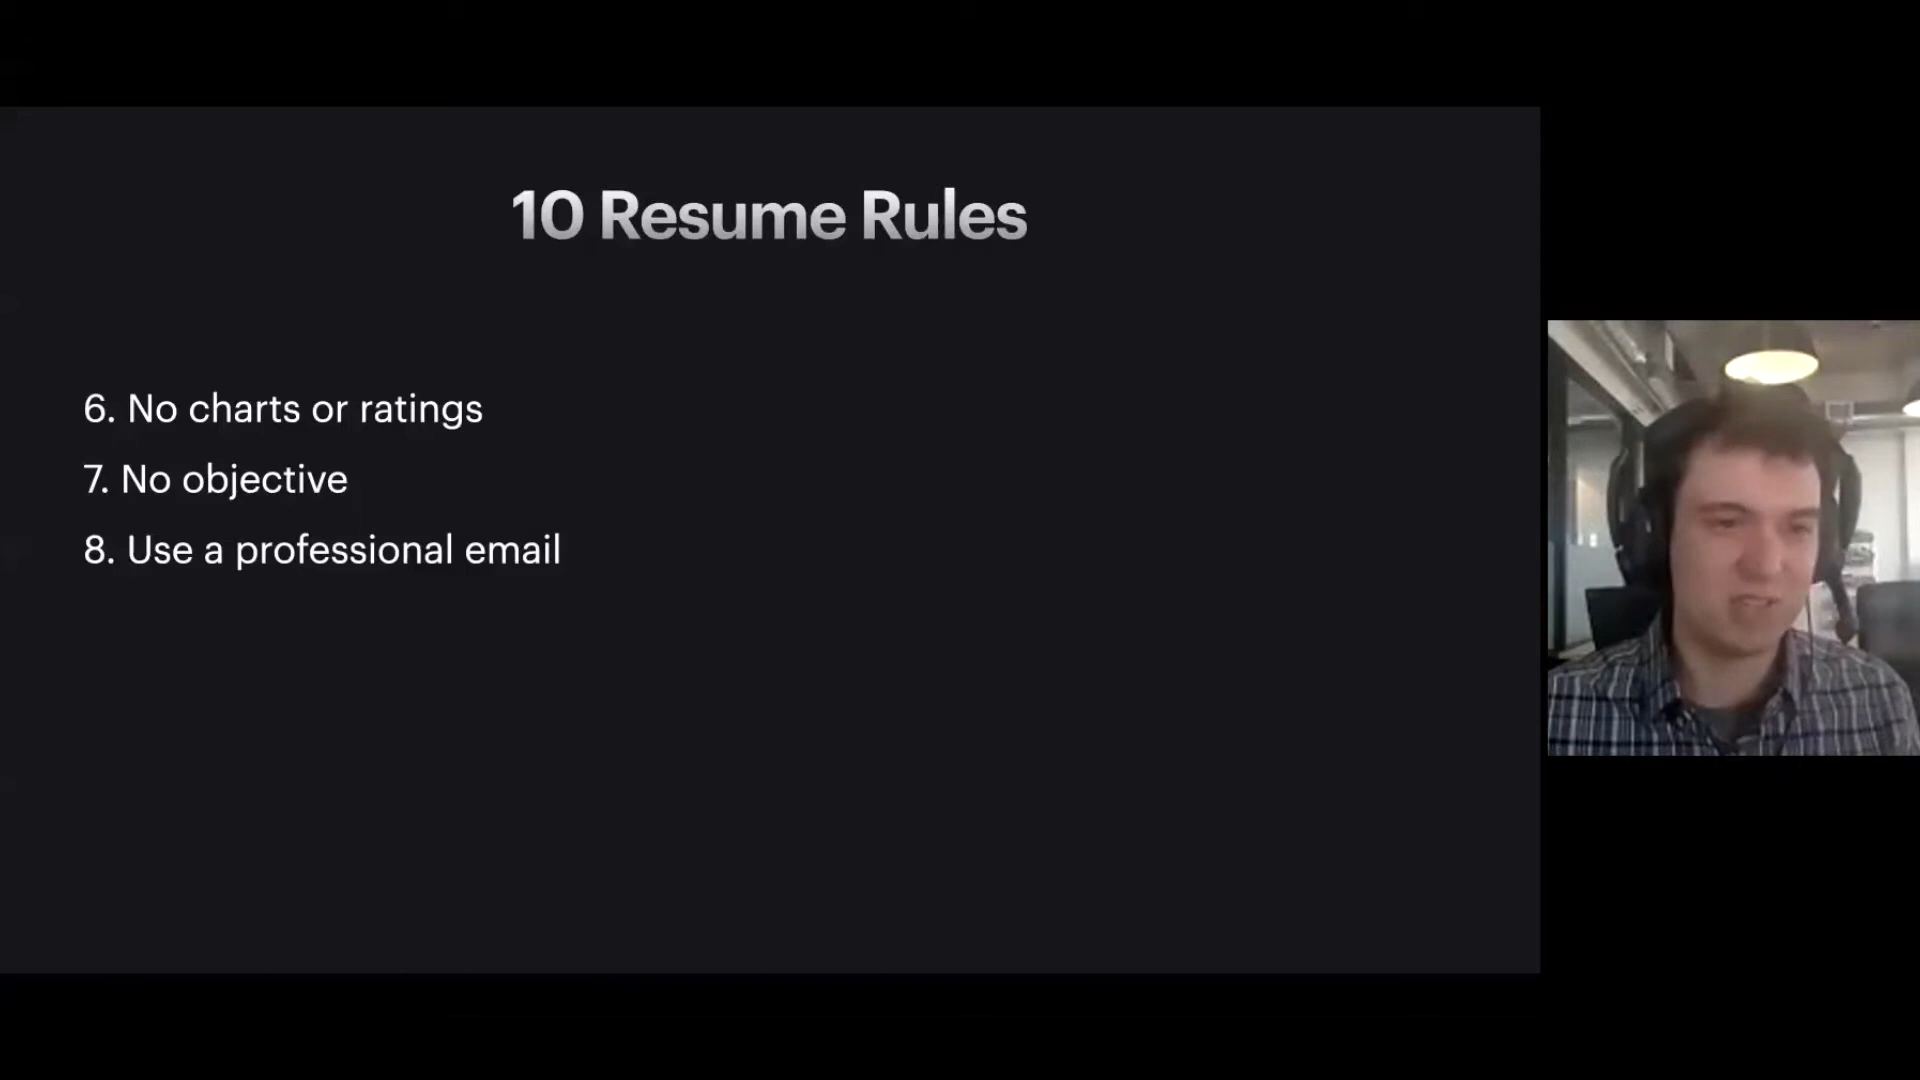 10 Resume Rules
6. No charts or ratings
7. No objective
8. Use a professional email